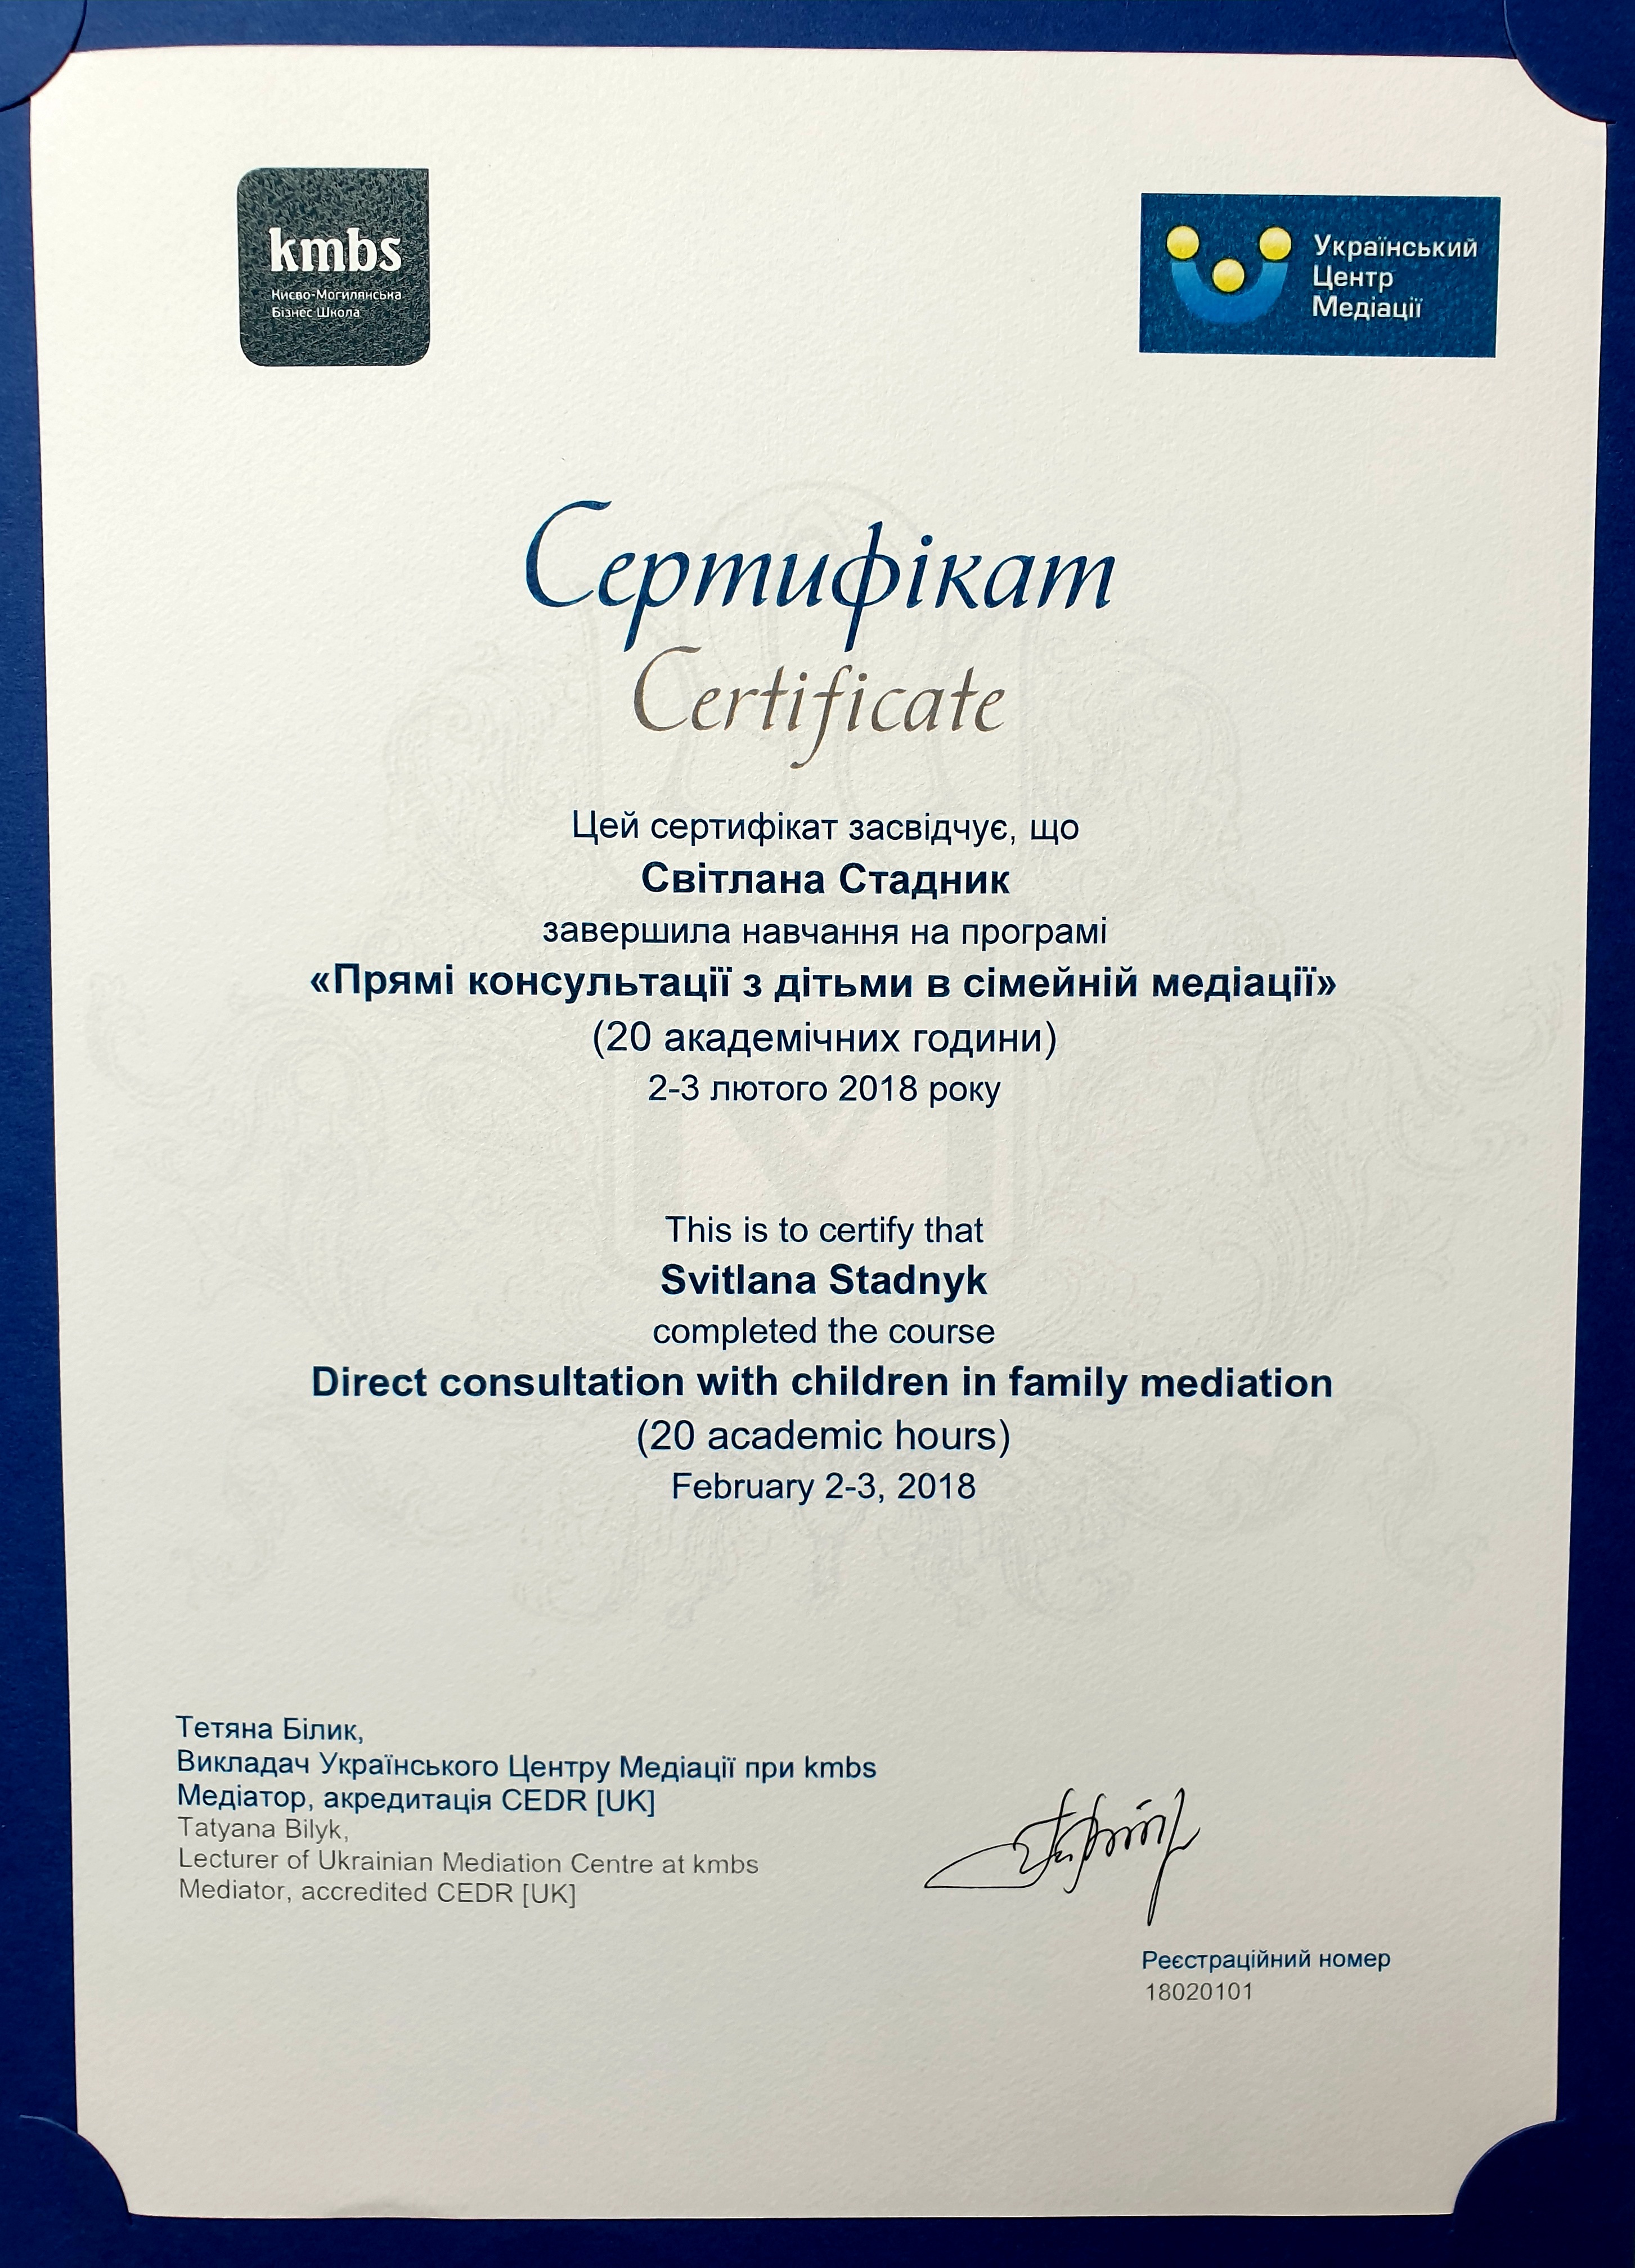 kmbs
Києво-Могилянська
Бізнес Школа
Український
Центр
Медіації
Сертифікат
Certificate
Цей сертифікат засвідчує, що
Світлана Стадник
завершила навчання на програмі
«Прямі консультації з дітьми в сімейній медіації»
(20 академічних години)
2-3 лютого 2018 року
This is to certify that
Svitlana Stadnyk
completed the course
Direct consultation with children in family mediation
(20 academic hours)
February 2-3, 2018
Тетяна Білик,
Викладач Українського Центру Медіації при kmbs
Медіатор, акредитація CEDR [UK]
Tatyana Bilyk,
Lecturer of Ukrainian Mediation Centre at kmbs
Mediator, accredited CEDR [UK]
Реєстраційний номер
18020101